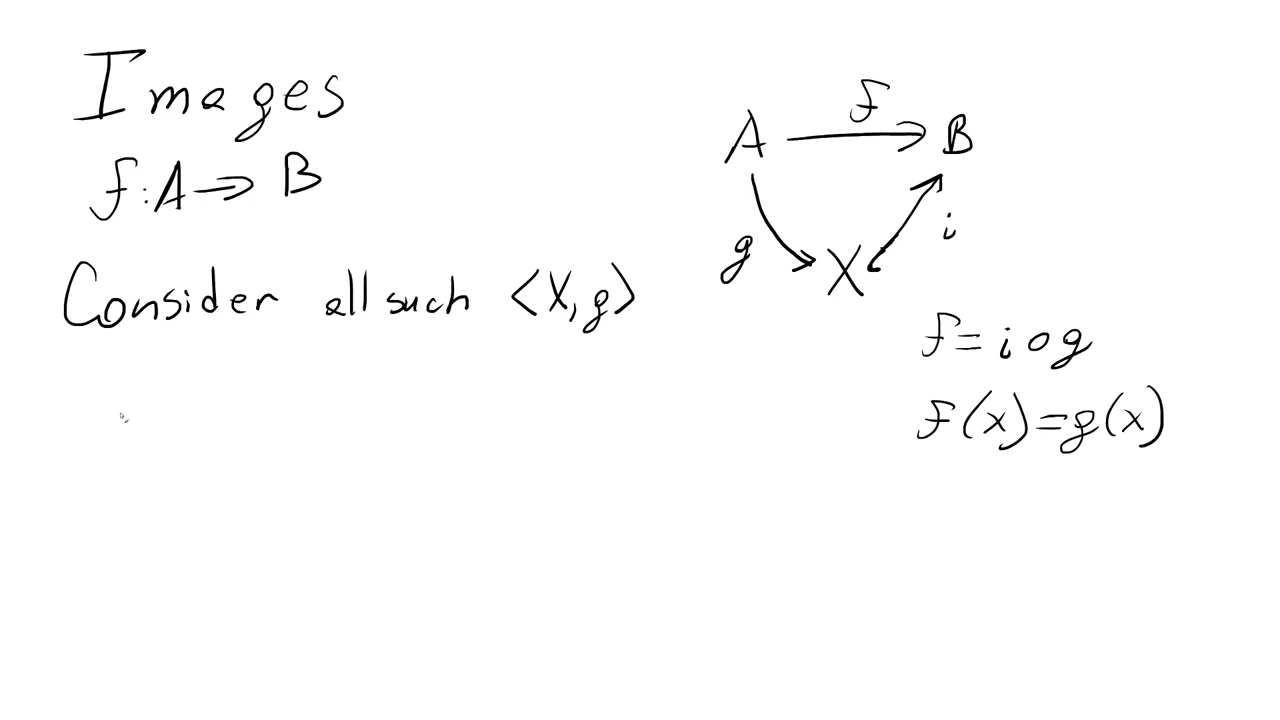 Images
f:A→B
Consider all such <X,g>
f
A → B
g
i
X
f=i∘g
f(x)=g(x)